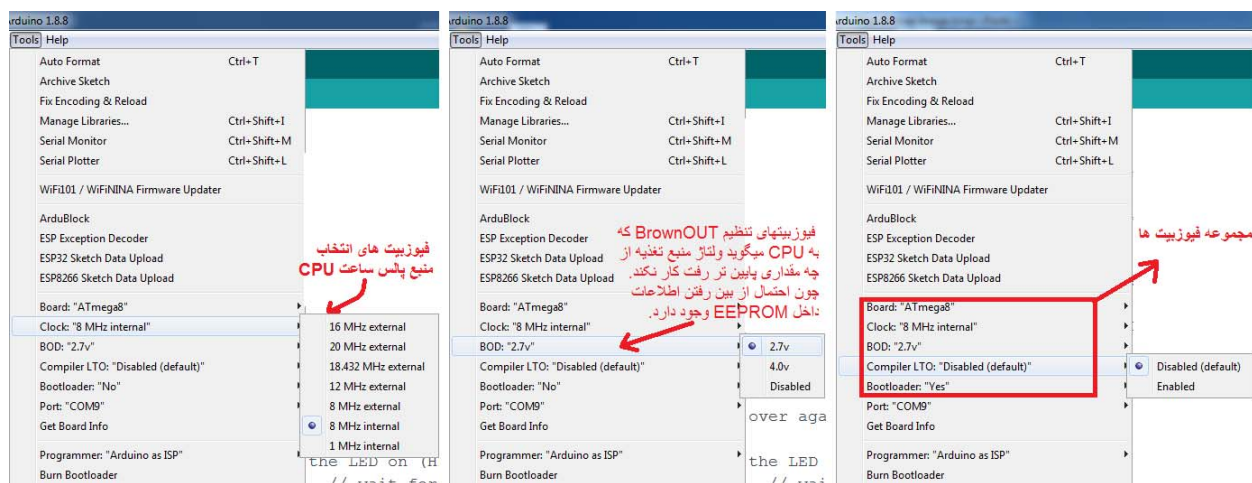 rduino 1.8.8
Tools Help
Auto Format Ctrl+T
Archive Sketch
Fix Encoding & Reload
Manage Libraries... Ctrl+Shift+I
Serial Monitor Ctrl+Shift+M
Serial Plotter Ctrl+Shift+L
WiFi101 / WiFiNINA Firmware Updater
ArduBlock
ESP Exception Decoder
ESP32 Sketch Data Upload
ESP8266 Sketch Data Upload
فیوزبیت های انتخاب
منبع پالس ساعت CPU
Board: "ATmega8"
Clock: "8 MHz internal"
BOD: "2.7v"
Compiler LTO: "Disabled (default)"
Bootloader: "No"
Port: "COM9"
Get Board Info
Programmer: "Arduino as ISP"
Burn Bootloader
16 MHz external
20 MHz external
18.432 MHz external
12 MHz external
8 MHz external
8 MHz internal
1 MHz internal
the LED on (H
// wait for
rduino 1.8.8
Tools Help
Auto Format Ctrl+T
Archive Sketch
Fix Encoding & Reload
Manage Libraries... Ctrl+Shift+I
Serial Monitor Ctrl+Shift+M
Serial Plotter Ctrl+Shift+L
WiFi101 / WiFiNINA Firmware Updater
ArduBlock
ESP Exception Decoder
ESP32 Sketch Data Upload
ESP8266 Sketch Data Upload
فیوزبیتهای تنظیم BrownOUT که
به CPU میگوید ولتاژ منبع تغذیه از
چه مقداری پایین تر رفت کار نکند.
چون احتمال از بین رفتن اطلاعات
داخل EEPROM وجود دارد.
Board: "ATmega8"
Clock: "8 MHz internal"
BOD: "2.7v"
Compiler LTO: "Disabled (default)"
Bootloader: "No"
Port: "COM9"
Get Board Info
Programmer: "Arduino as ISP"
Burn Bootloader
2.7v
4.0v
Disabled
over aga
the LED
// wai
rduino 1.8.8
Tools Help
Auto Format Ctrl+T
Archive Sketch
Fix Encoding & Reload
Manage Libraries... Ctrl+Shift+I
Serial Monitor Ctrl+Shift+M
Serial Plotter Ctrl+Shift+L
WiFi101 / WiFiNINA Firmware Updater
ArduBlock
ESP Exception Decoder
ESP32 Sketch Data Upload
ESP8266 Sketch Data Upload
مجموعه فیوزبیت ها
Board: "ATmega8"
Clock: "8 MHz internal"
BOD: "2.7v"
Compiler LTO: "Disabled (default)"
Bootloader: "Yes"
Port: "COM9"
Get Board Info
Programmer: "Arduino as ISP"
Burn Bootloader
Disabled (default)
Enabled